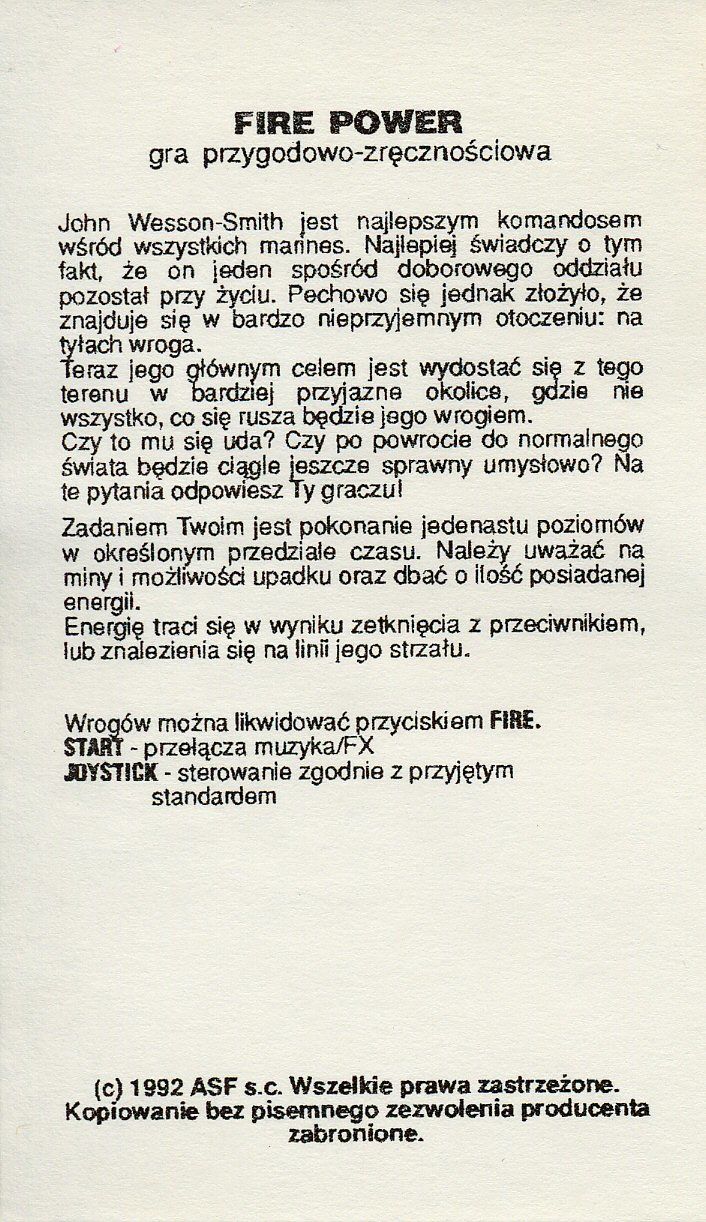 FIRE POWER
gra przygodowo-zręcznościowa
John Wesson-Smith jest najlepszym komandosem
wśród wszystkich marines. Najlepiej świadczy o tym
fakt, że on jeden spośród doborowego oddziału
pozostał przy życiu. Pechowo się jednak złożyło, że
znajduje się w bardzo nieprzyjemnym otoczeniu: na
tyłach wroga.
Teraz jego głównym celem jest wydostać się z tego
terenu w bardziej przyjazne okolice, gdzie nie
wszystko, co się rusza będzie jego wrogiem.
Czy to mu się uda? Czy po powrocie do normalnego
świata będzie ciągle jeszcze sprawny umysłowo? Na
te pytania odpowiesz Ty graczu!
Zadaniem Twoim jest pokonanie jedenastu poziomów
w określonym przedziale czasu. Należy uważać na
miny i możliwości upadku oraz dbać o ilość posiadanej
energii.
Energię traci się w wyniku zetknięcia z przeciwnikiem,
lub znalezienia się na linii jego strzału.
Wrogów można likwidować przyciskiem FIRE.
START - przełącza muzyka/FX
JOYSTICK - sterowanie zgodnie z przyjętym
standardem
(c) 1992 ASF s.c. Wszelkie prawa zastrzeżone.
Kopiowanie bez pisemnego zezwolenia producenta
zabronione.